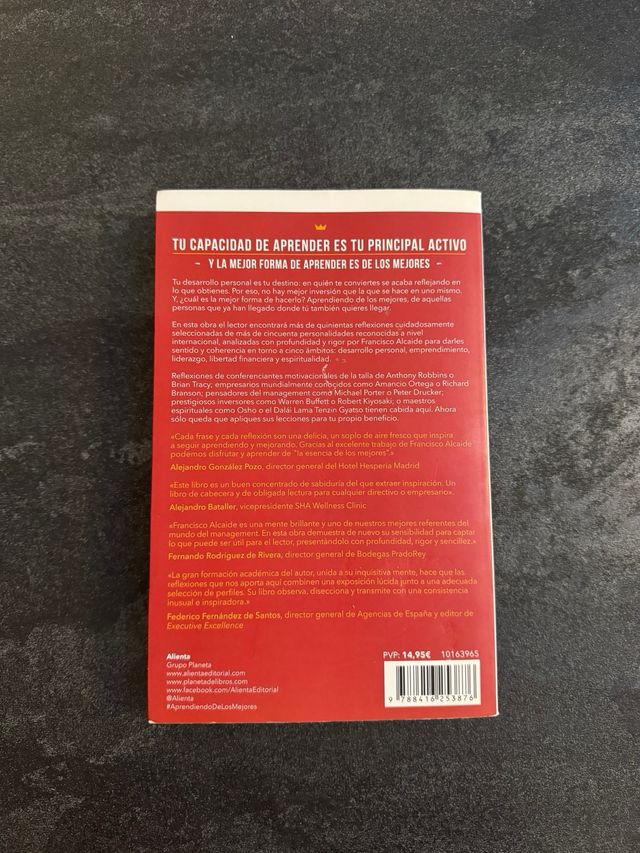 TU CAPACIDAD DE APRENDER ES TU PRINCIPAL ACTIVO
– Y LA MEJOR FORMA DE APRENDER ES DE LOS MEJORES –
Tu desarrollo personal es tu destino: en quién te conviertes se acaba reflejando en
lo que obtienes. Por eso, no hay mejor inversión que la que se hace en uno mismo.
Y, ¿cuál es la mejor forma de hacerlo? Aprendiendo de los mejores, de aquellas
personas que ya han llegado donde tú también quieres llegar.
En esta obra el lector encontrará más de quinientas reflexiones cuidadosamente
seleccionadas de más de cincuenta personalidades reconocidas a nivel
internacional, analizadas con profundidad y rigor por Francisco Alcaide para darles
sentido y coherencia en torno a cinco ámbitos: desarrollo personal, emprendimiento,
liderazgo, libertad financiera y espiritualidad.
Reflexiones de conferenciantes motivacionales de la talla de Anthony Robbins o
Brian Tracy; empresarios mundialmente conocidos como Amancio Ortega o Richard
Branson; pensadores del management como Michael Porter o Peter Drucker;
prestigiosos inversores como Warren Buffett o Robert Kiyosaki; o maestros
espirituales como Osho o el Dalái Lama Tenzin Gyatso tienen cabida aquí. Ahora
sólo queda que apliques sus lecciones para tu propio beneficio.
«Cada frase y cada reflexión son una delicia, un soplo de aire fresco que inspira
a seguir aprendiendo y mejorando. Gracias al excelente trabajo de Francisco Alcaide
podemos disfrutar y aprender de "la esencia de los mejores".»
Alejandro González Pozo, director general del Hotel Hesperia Madrid
«Este libro es un buen concentrado de sabiduría del que extraer inspiración. Un
libro de cabecera y de obligada lectura para cualquier directivo o empresario».
Alejandro Bataller, vicepresidente SHA Wellness Clinic
«Francisco Alcaide es una mente brillante y uno de nuestros mejores referentes del
mundo del management. En esta obra demuestra de nuevo su sensibilidad para captar
lo que puede ser útil para el lector, presentándolo con profundidad, rigor y sencillez.»
Fernando Rodríguez de Rivera, director general de Bodegas PradoRey
«La gran formación académica del autor, unida a su inquisitiva mente, hace que las
reflexiones que nos aporta aquí combinen una exposición lúcida junto a una adecuada
selección de perfiles. Su libro observa, disecciona y transmite con una consistencia
inusual e inspiradora.»
Federico Fernández de Santos, director general de Agencias de España y editor de
Executive Excellence
Alienta
Grupo Planeta
www.alientaeditorial.com
www.planetadelibros.com
www.facebook.com/AlientaEditorial
@Alienta
#AprendiendoDeLosMejores
PVP: 14,95€ 10163965
9 788416 253876